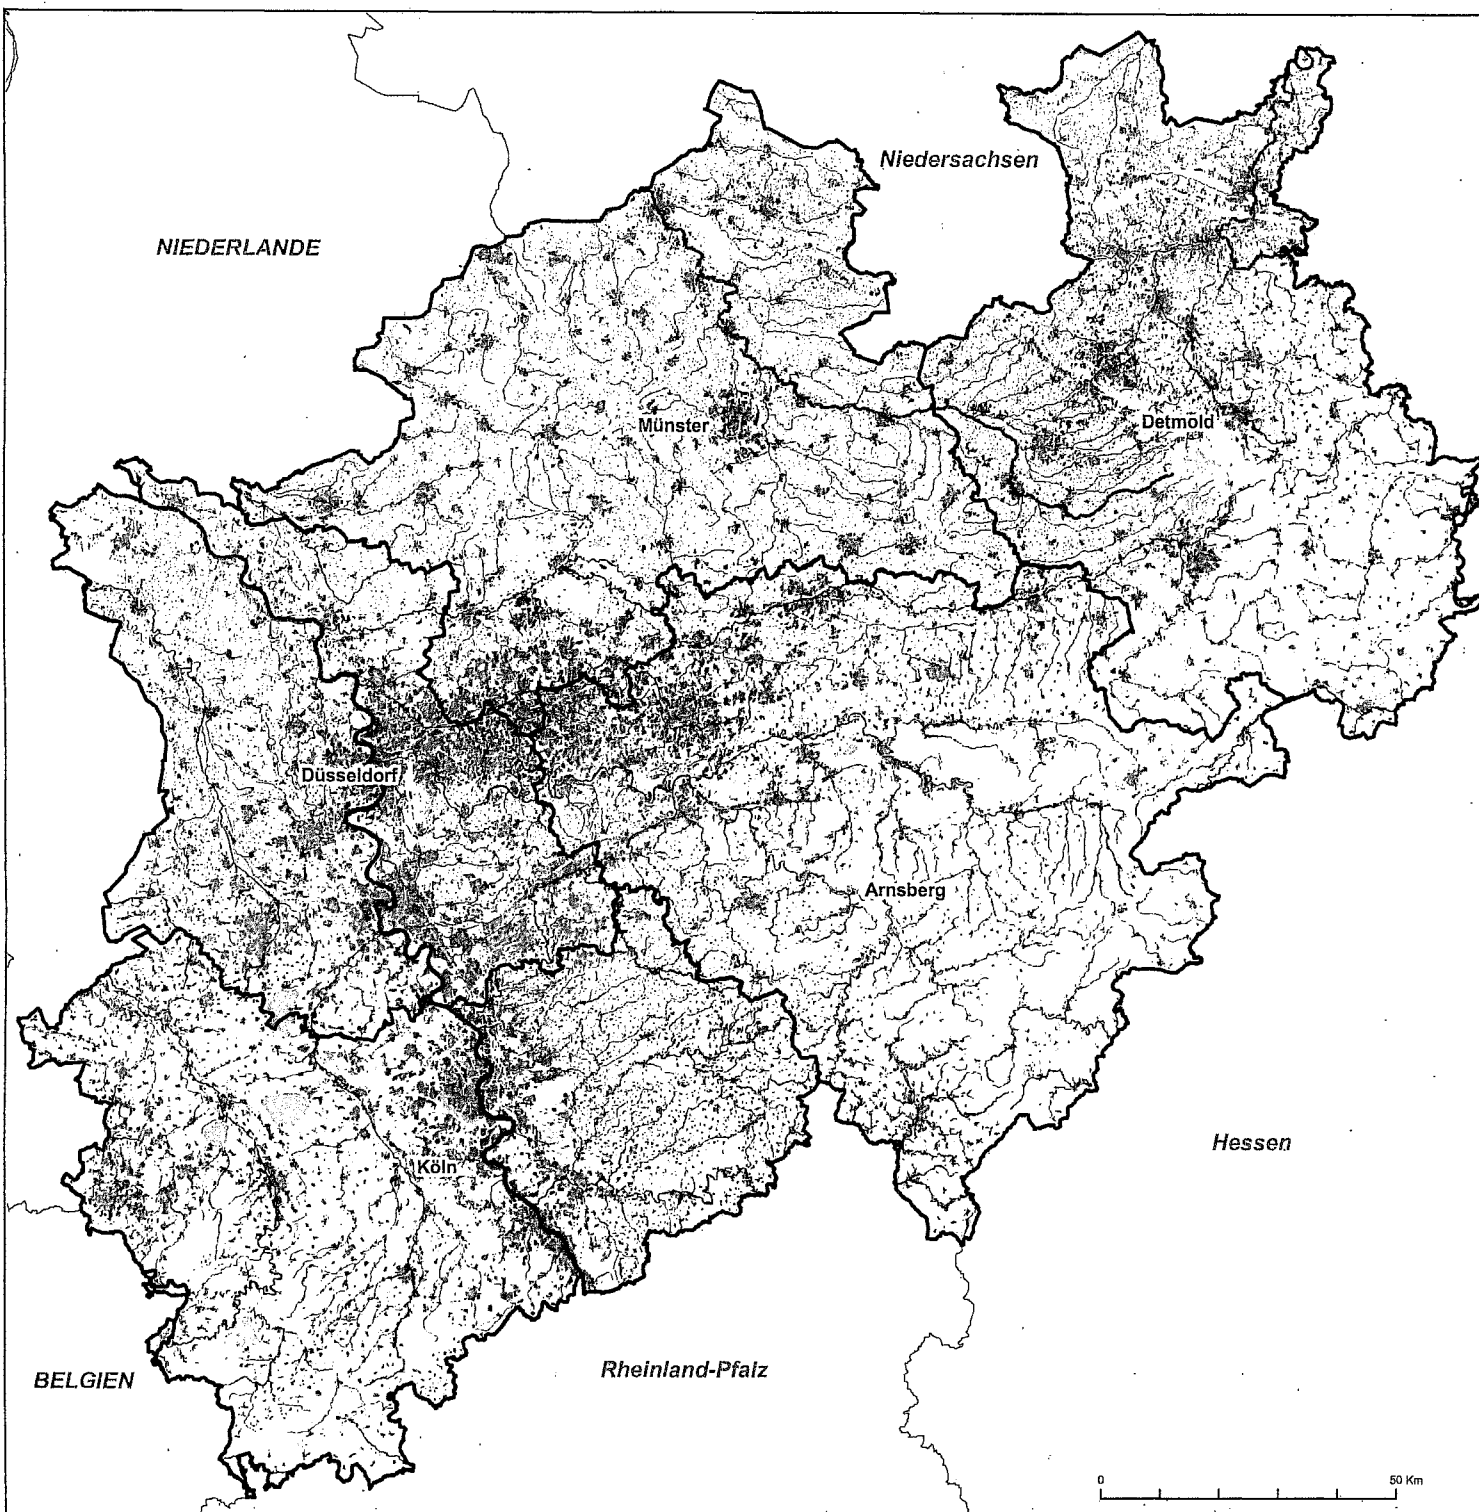 Niedersachsen
NIEDERLANDE
Münster
Detmold
Düsseldorf
Arnsberg
Hessen
Köln
Rheinland-Pfalz
BELGIEN
0 50 Km